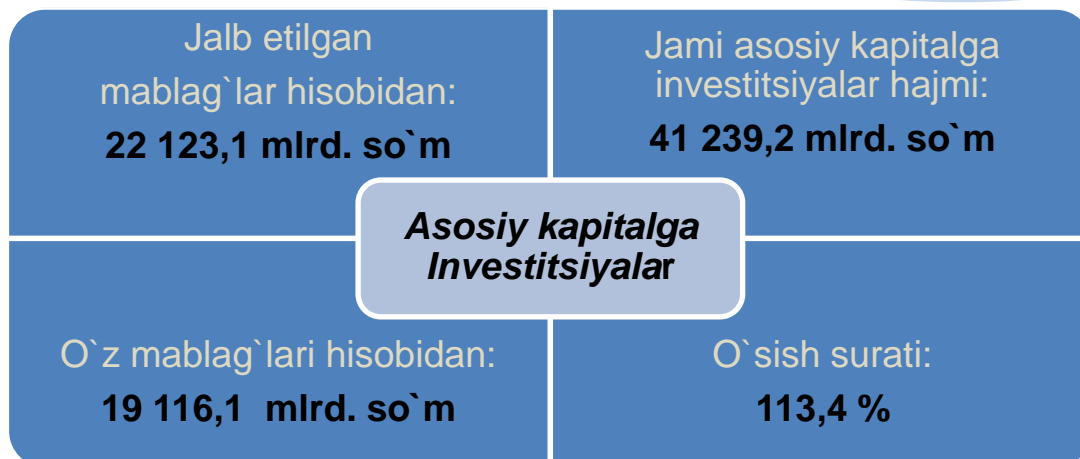 Jalb etilgan
mablag`lar hisobidan:
22 123,1 mlrd. so`m
Jami asosiy kapitalga
investitsiyalar hajmi:
41 239,2 mlrd. so`m
Asosiy kapitalga
Investitsiyalar
O`z mablag`lari hisobidan:
19 116,1 mlrd. so`m
O`sish surati:
113,4 %